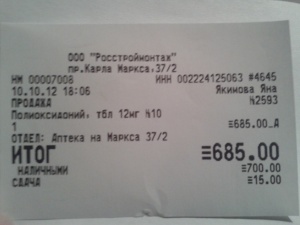 ООО "Росстроймонтаж"
пр.Карла Маркса,37/2
НМ 00007008 ИНН 002224125063 #4645
10.10.12 18:06 Якимова Яна
ПРОДАЖА №2593
Полиоксидоний, тбл 12мг №10
1 ≡685.00_А
ОТДЕЛ: Аптека на Маркса 37/2
ИТОГ ≡685.00
НАЛИЧНЫМИ ≡700.00
СДАЧА ≡15.00